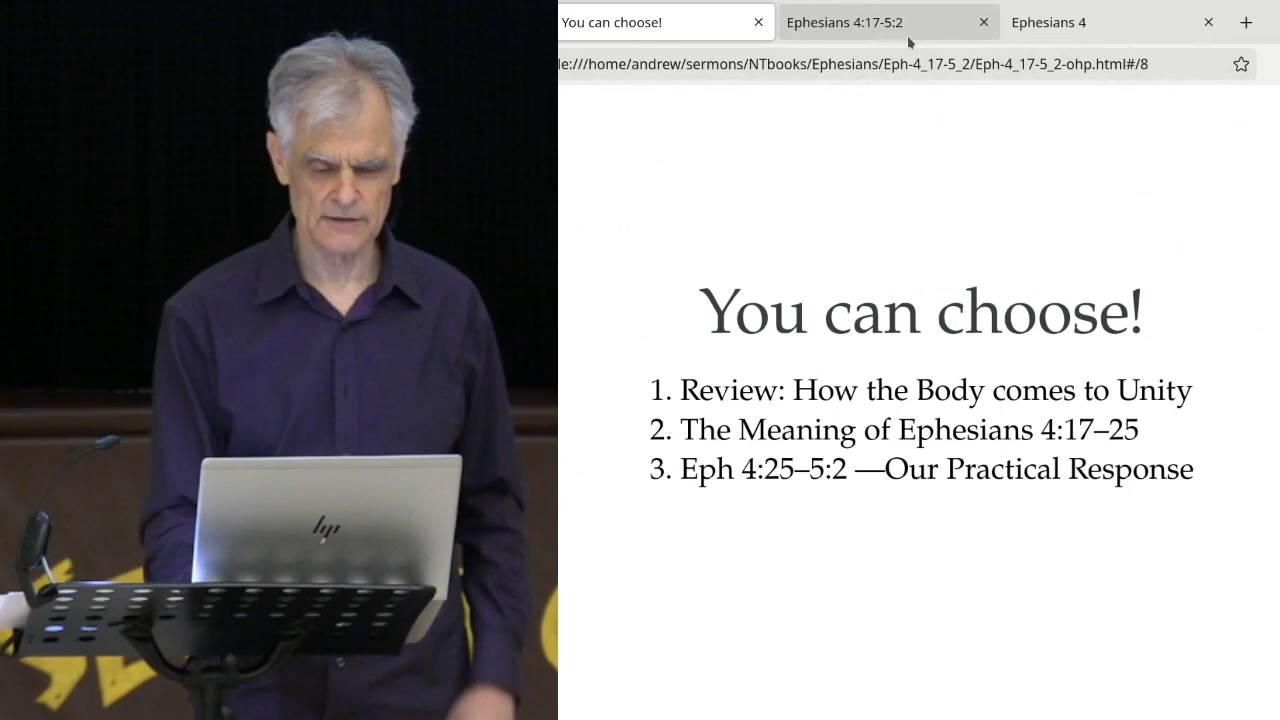 You can choose!
Ephesians 4:17-5:2
Ephesians 4
le:///home/andrew/sermons/NTbooks/Ephesians/Eph-4_17-5_2/Eph-4_17-5_2-ohp.html#/8
You can choose!
1. Review: How the Body comes to Unity
2. The Meaning of Ephesians 4:17–25
3. Eph 4:25–5:2 —Our Practical Response
hp